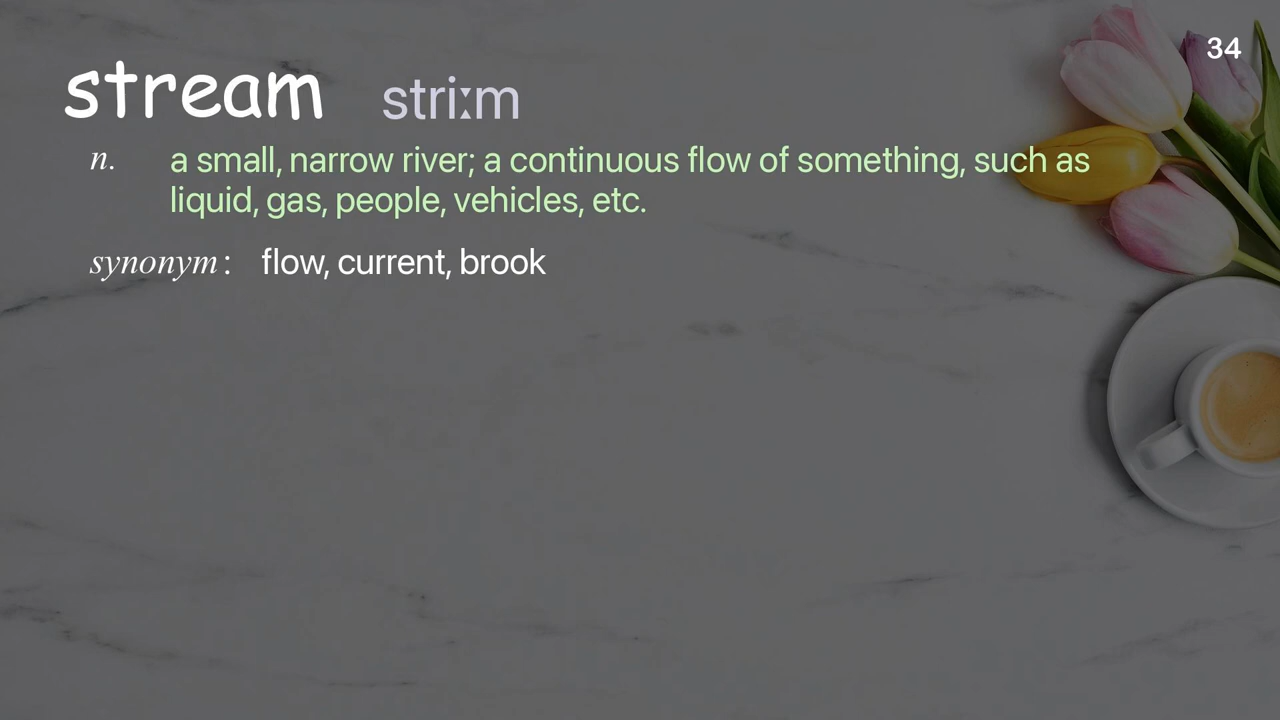 34
stream striːm
n. a small, narrow river; a continuous flow of something, such as
liquid, gas, people, vehicles, etc.
synonym : flow, current, brook